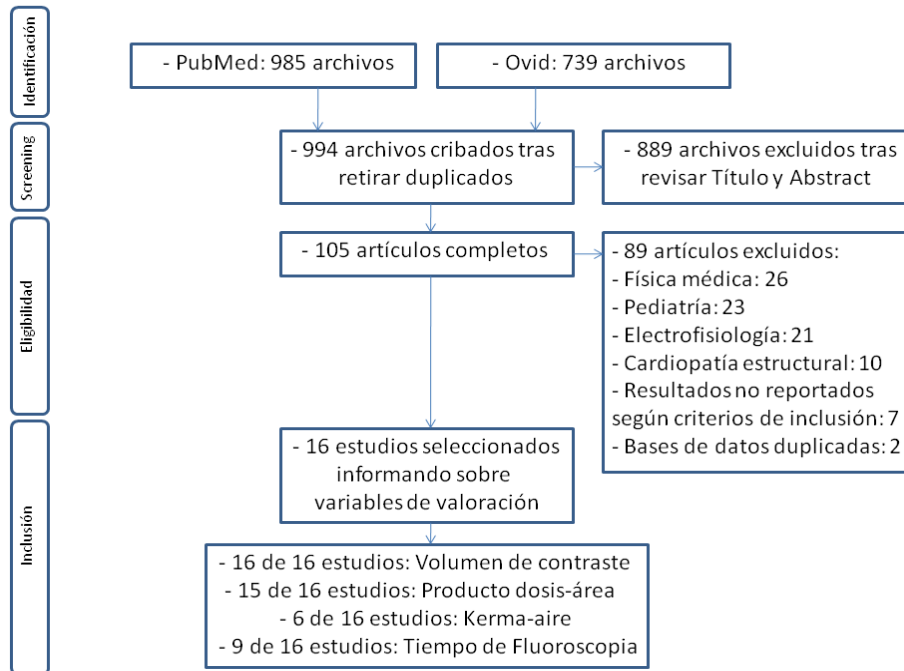 Identificación
- PubMed: 985 archivos
- Ovid: 739 archivos
Screening
- 994 archivos cribados tras
retirar duplicados
- 889 archivos excluidos tras
revisar Título y Abstract
Eligibilidad
- 105 artículos completos
- 89 artículos excluidos:
- Física médica: 26
- Pediatría: 23
- Electrofisiología: 21
- Cardiopatía estructural: 10
- Resultados no reportados
según criterios de inclusión: 7
- Bases de datos duplicadas: 2
Inclusión
- 16 estudios seleccionados
informando sobre
variables de valoración
- 16 de 16 estudios: Volumen de contraste
- 15 de 16 estudios: Producto dosis-área
- 6 de 16 estudios: Kerma-aire
- 9 de 16 estudios: Tiempo de Fluoroscopia